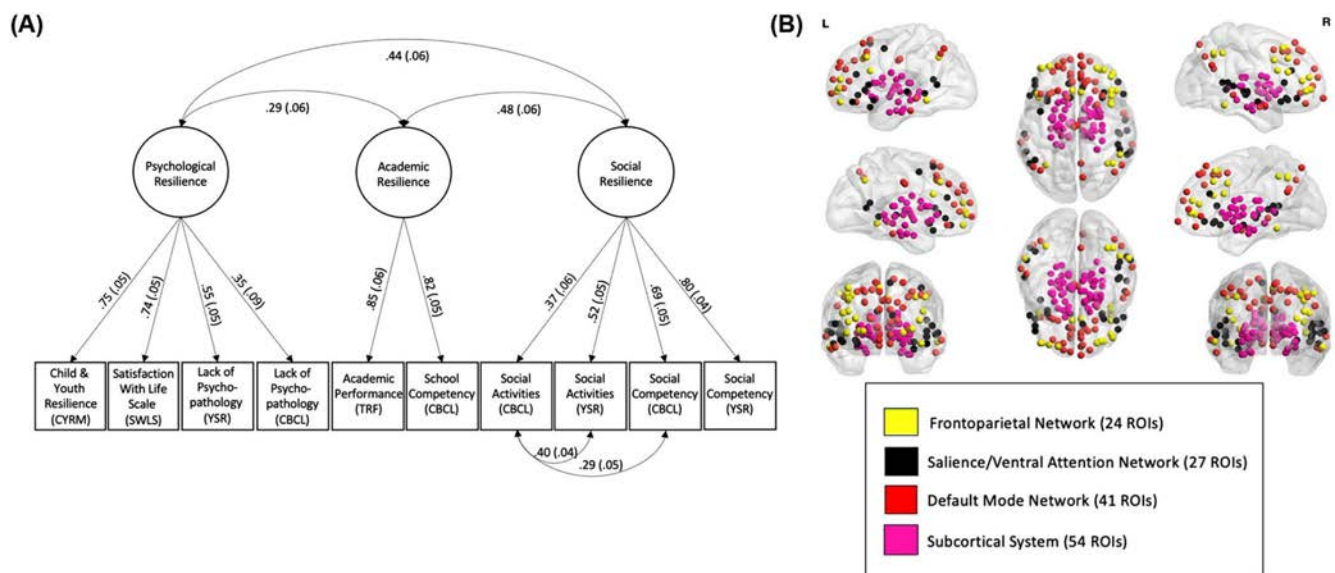 (A)
.44 (.06)
.29 (.06)
.48 (.06)
Psychological
Resilience
Academic
Resilience
Social
Resilience
.75 (.05)
.74 (.05)
.55 (.05)
.35 (.09)
.85 (.06)
.82 (.05)
.37 (.06)
.52 (.05)
.69 (.05)
.80 (.04)
Child &
Youth
Resilience
(CYRM)
Satisfaction
With Life
Scale
(SWLS)
Lack of
Psycho-
pathology
(YSR)
Lack of
Psycho-
pathology
(CBCL)
Academic
Performance
(TRF)
School
Competency
(CBCL)
Social
Activities
(CBCL)
Social
Activities
(YSR)
Social
Competency
(CBCL)
Social
Competency
(YSR)
.40 (.04)
.29 (.05)
(B)
L
R
Frontoparietal Network (24 ROIs)
Salience/Ventral Attention Network (27 ROIs)
Default Mode Network (41 ROIs)
Subcortical System (54 ROIs)